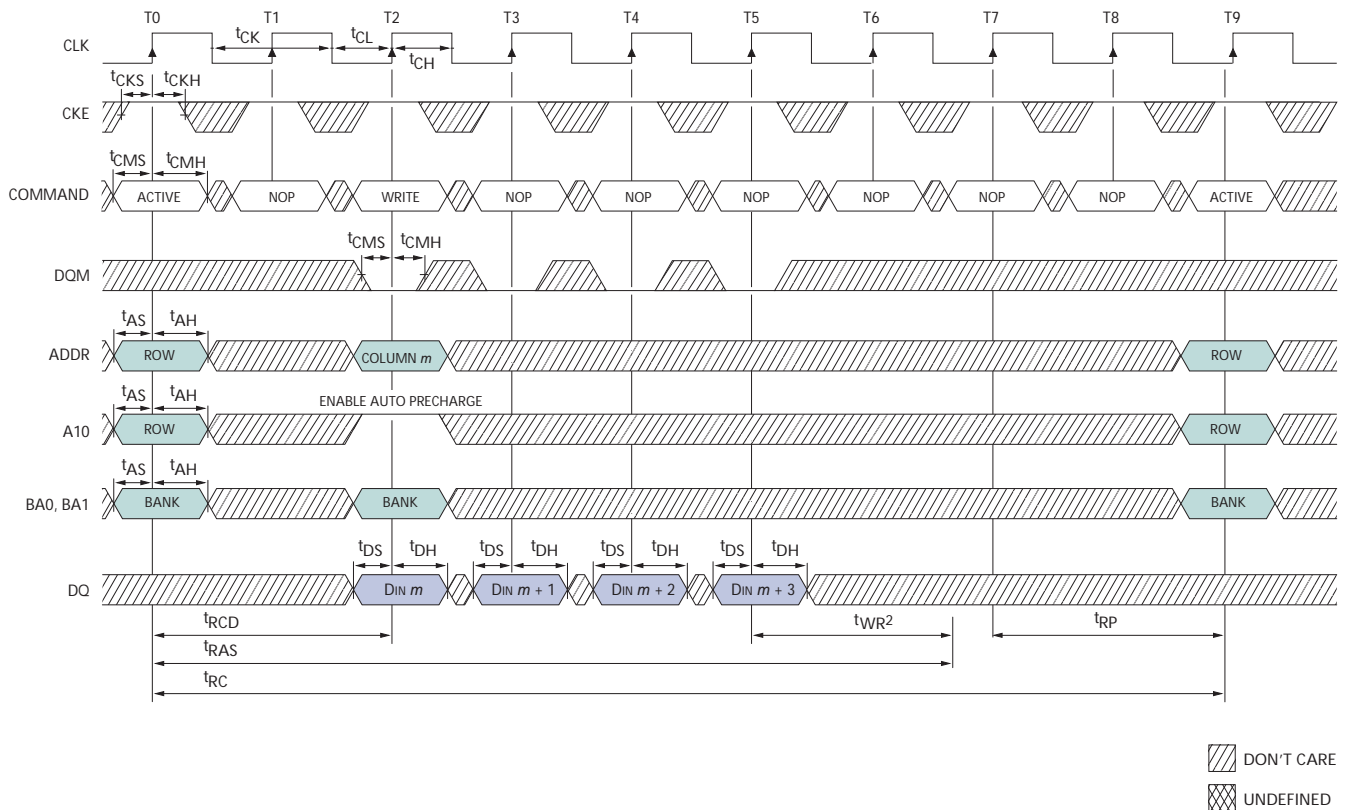 T0 T1 T2 T3 T4 T5 T6 T7 T8 T9
CLK
tCK tCL
tCH
tCKS tCKH
CKE
tCMS tCMH
COMMAND ACTIVE NOP WRITE NOP NOP NOP NOP NOP NOP ACTIVE
tCMS tCMH
DQM
tAS tAH
ADDR ROW COLUMN m ROW
tAS tAH ENABLE AUTO PRECHARGE
A10 ROW ROW
tAS tAH
BA0, BA1 BANK BANK BANK
tDS tDH tDS tDH tDS tDH tDS tDH
DQ DIN m DIN m + 1 DIN m + 2 DIN m + 3
tRCD tWR2 tRP
tRAS
tRC
DON'T CARE
UNDEFINED